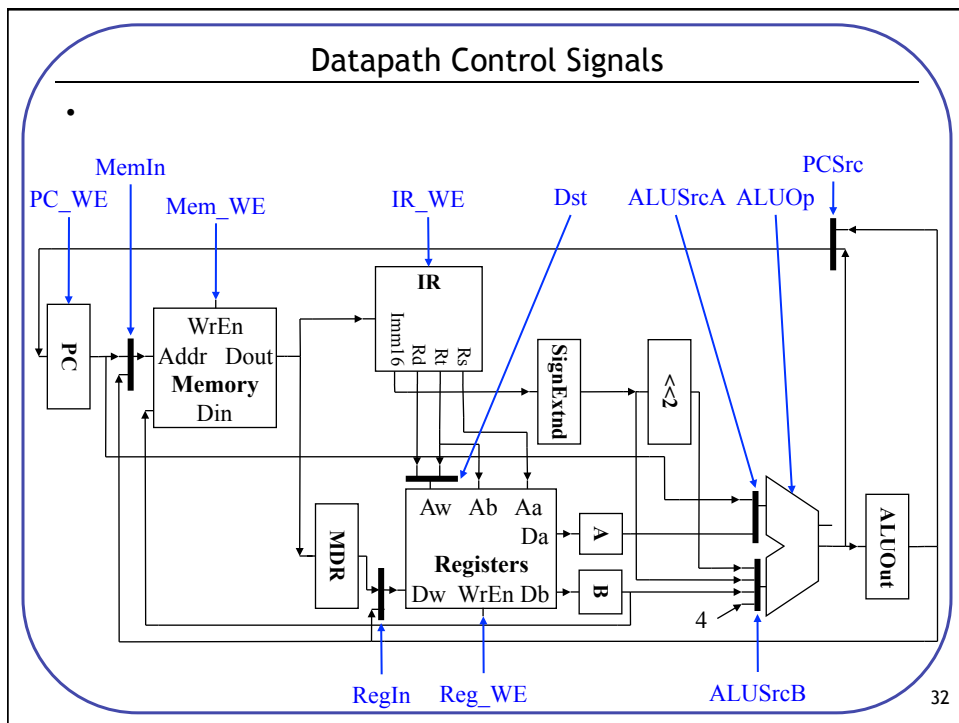 Datapath Control Signals
•
MemIn
PCSrc
PC_WE
Mem_WE
IR_WE
Dst
ALUSrcA
ALUOp
IR
Imm16
Rd
Rt
Rs
PC
WrEn
Addr
Dout
Memory
Din
SignExtnd
<<2
Aw
Ab
Aa
Da
Registers
Dw
WrEn
Db
MDR
A
B
4
ALUOut
RegIn
Reg_WE
ALUSrcB
32